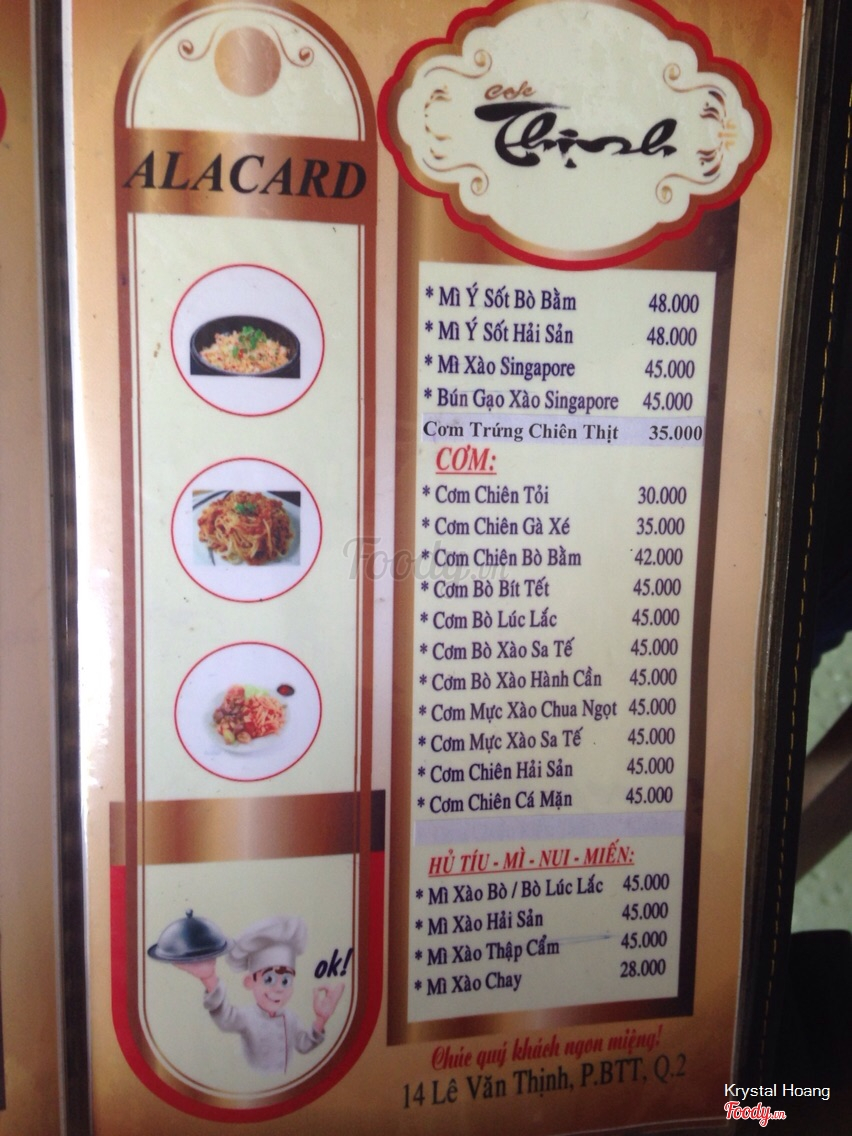 Cafe
Thịnh
ALACARD
* Mì Ý Sốt Bò Bằm 48.000
* Mì Ý Sốt Hải Sản 48.000
* Mì Xào Singapore 45.000
* Bún Gạo Xào Singapore 45.000
Cơm Trứng Chiên Thịt 35.000
CƠM:
* Cơm Chiên Tỏi 30.000
* Cơm Chiên Gà Xé 35.000
* Cơm Chiên Bò Bằm 42.000
* Cơm Bò Bít Tết 45.000
* Cơm Bò Lúc Lắc 45.000
* Cơm Bò Xào Sa Tế 45.000
* Cơm Bò Xào Hành Cần 45.000
* Cơm Mực Xào Chua Ngọt 45.000
* Cơm Mực Xào Sa Tế 45.000
* Cơm Chiên Hải Sản 45.000
* Cơm Chiên Cá Mặn 45.000
HỦ TÍU - MÌ - NUI - MIẾN:
* Mì Xào Bò / Bò Lúc Lắc 45.000
* Mì Xào Hải Sản 45.000
* Mì Xào Thập Cẩm 45.000
* Mì Xào Chay 28.000
ok!
Chúc quý khách ngon miệng!
14 Lê Văn Thịnh, P.BTT, Q.2
Foody.vn
Krystal Hoang
Foody.vn